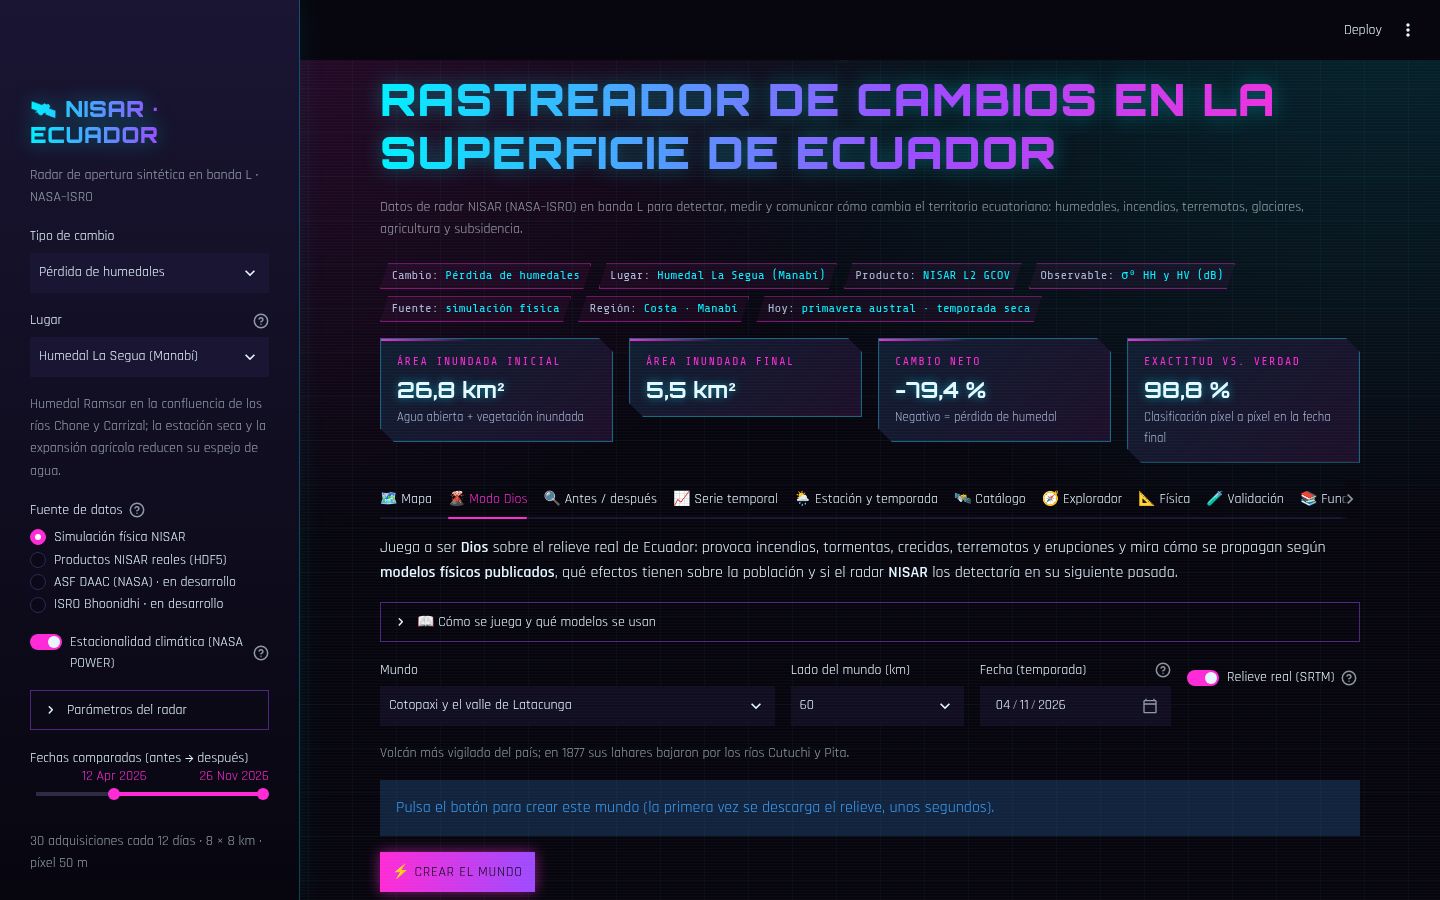 Deploy
NISAR ·
ECUADOR
Radar de apertura sintética en banda L ·
NASA-ISRO
Tipo de cambio
Pérdida de humedales
Lugar
Humedal La Segua (Manabí)
Humedal Ramsar en la confluencia de los
ríos Chone y Carrizal; la estación seca y la
expansión agrícola reducen su espejo de
agua.
Fuente de datos
Simulación física NISAR
Productos NISAR reales (HDF5)
ASF DAAC (NASA) · en desarrollo
ISRO Bhoonidhi · en desarrollo
Estacionalidad climática (NASA
POWER)
Parámetros del radar
Fechas comparadas (antes → después)
12 Apr 2026 26 Nov 2026
30 adquisiciones cada 12 días · 8 × 8 km ·
píxel 50 m
RASTREADOR DE CAMBIOS EN LA
SUPERFICIE DE ECUADOR
Datos de radar NISAR (NASA-ISRO) en banda L para detectar, medir y comunicar cómo cambia el territorio ecuatoriano: humedales, incendios, terremotos, glaciares,
agricultura y subsidencia.
Cambio: Pérdida de humedales Lugar: Humedal La Segua (Manabí) Producto: NISAR L2 GCOV Observable: σ⁰ HH y HV (dB)
Fuente: simulación física Región: Costa · Manabí Hoy: primavera austral · temporada seca
ÁREA INUNDADA INICIAL
26,8 km²
Agua abierta + vegetación inundada
ÁREA INUNDADA FINAL
5,5 km²
CAMBIO NETO
-79,4 %
Negativo = pérdida de humedal
EXACTITUD VS. VERDAD
98,8 %
Clasificación píxel a píxel en la fecha
final
Mapa Modo Dios Antes / después Serie temporal Estación y temporada Catálogo Explorador Física Validación Func
Juega a ser Dios sobre el relieve real de Ecuador: provoca incendios, tormentas, crecidas, terremotos y erupciones y mira cómo se propagan según
modelos físicos publicados, qué efectos tienen sobre la población y si el radar NISAR los detectaría en su siguiente pasada.
Cómo se juega y qué modelos se usan
Mundo
Cotopaxi y el valle de Latacunga
Lado del mundo (km)
60
Fecha (temporada)
04 / 11 / 2026
Relieve real (SRTM)
Volcán más vigilado del país; en 1877 sus lahares bajaron por los ríos Cutuchi y Pita.
Pulsa el botón para crear este mundo (la primera vez se descarga el relieve, unos segundos).
⚡ CREAR EL MUNDO